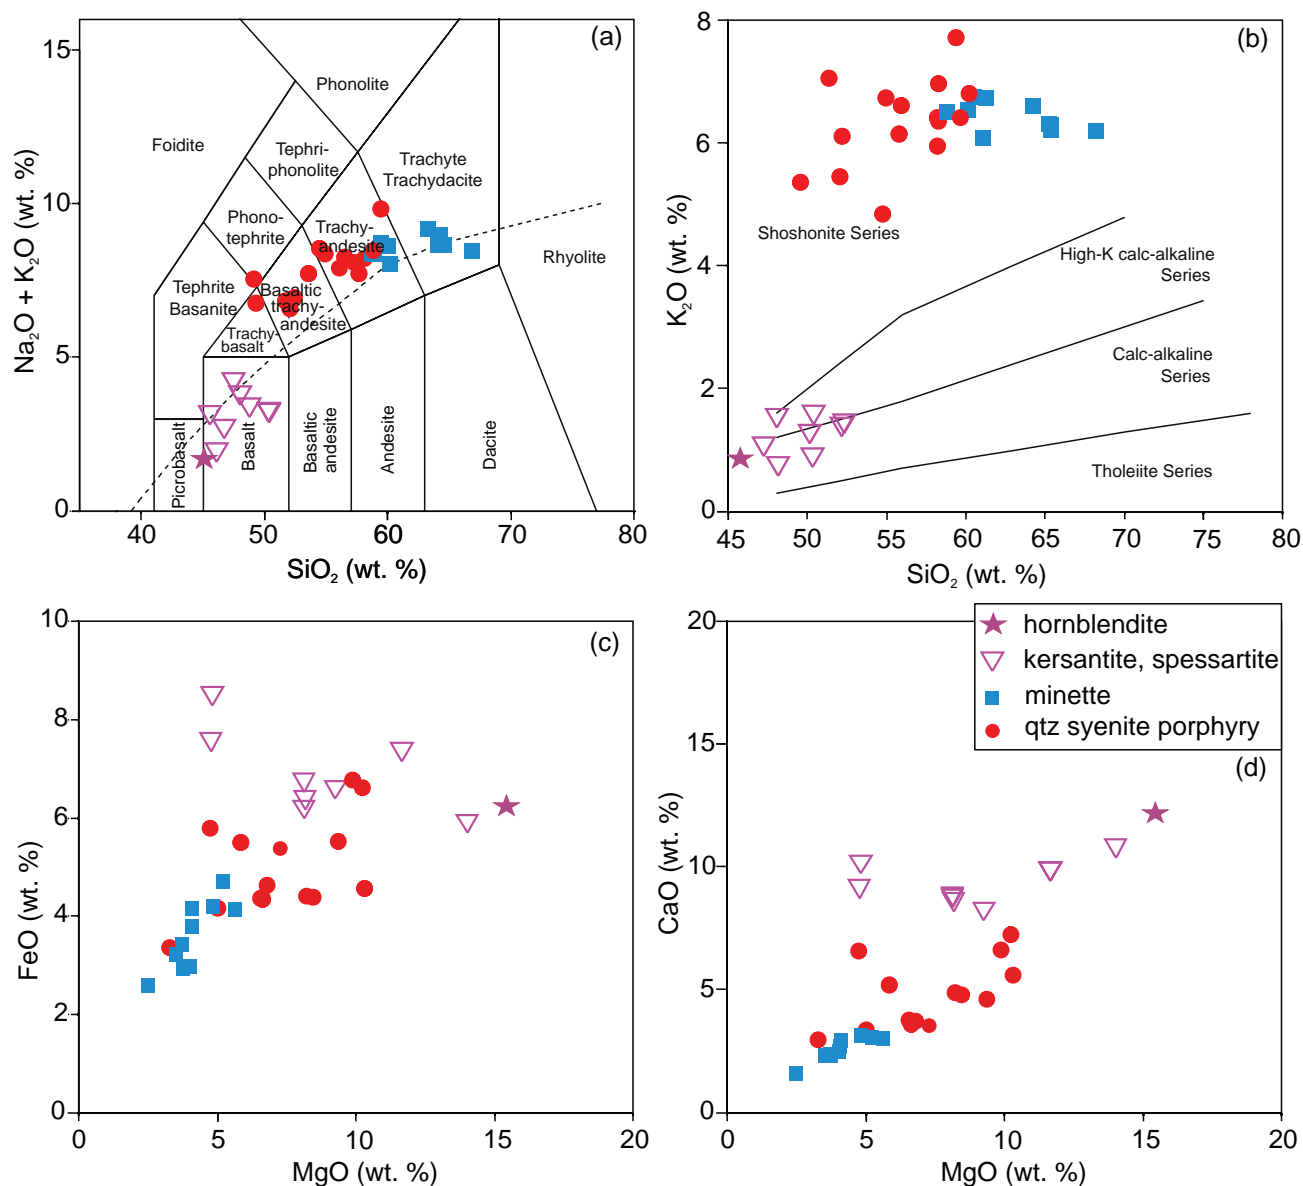 (a)
15
10
5
0
Na₂O + K₂O (wt. %)
Foidite
Phonolite
Tephri-
phonolite
Trachyte
Trachydacite
Phono-
tephrite
Trachy-
andesite
Rhyolite
Tephrite
Basanite
Basaltic
trachy-
andesite
Trachy-
basalt
Picrobasalt
Basalt
Basaltic
andesite
Andesite
Dacite
40
50
60
70
80
SiO₂ (wt. %)
(b)
8
6
4
2
0
K₂O (wt. %)
Shoshonite Series
High-K calc-alkaline
Series
Calc-alkaline
Series
Tholeiite Series
45
50
55
60
65
70
75
80
SiO₂ (wt. %)
(c)
10
8
6
4
2
0
FeO (wt. %)
0
5
10
15
20
MgO (wt. %)
hornblendite
kersantite, spessartite
minette
qtz syenite porphyry
(d)
20
15
10
5
0
CaO (wt. %)
0
5
10
15
20
MgO (wt. %)